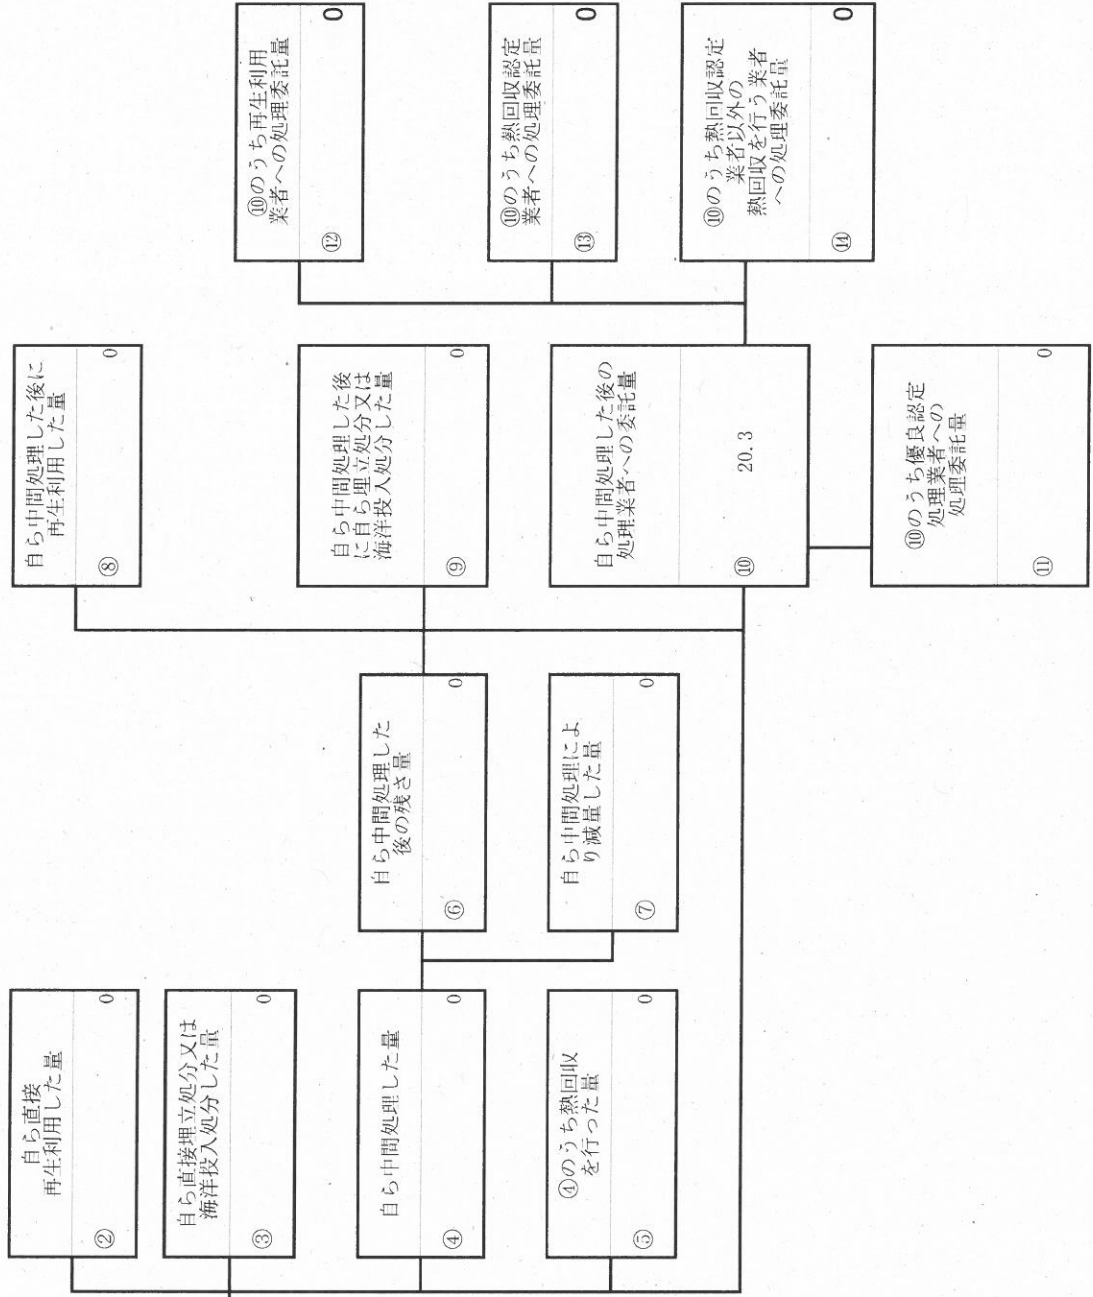 自ら直接
再生利用した量
② 0
自ら直接埋立処分又は
海洋投入処分した量
③ 0
自ら中間処理した量
④ 0
④のうち熱回収
を行った量
⑤ 0
自ら中間処理した
後の残さ量
⑥ 0
自ら中間処理によ
り減量した量
⑦ 0
自ら中間処理した後に
再生利用した量
⑧ 0
自ら中間処理した後
に自ら埋立処分又は
海洋投入処分した量
⑨ 0
自ら中間処理した後の
処理業者への委託量
⑩ 20.3
⑩のうち優良認定
処理業者への
処理委託量
⑪ 0
⑩のうち再生利用
業者への処理委託量
⑫ 0
⑩のうち熱回収認定
業者への処理委託量
⑬ 0
⑩のうち熱回収認定
業者以外の
熱回収を行う業者
への処理委託量
⑭ 0